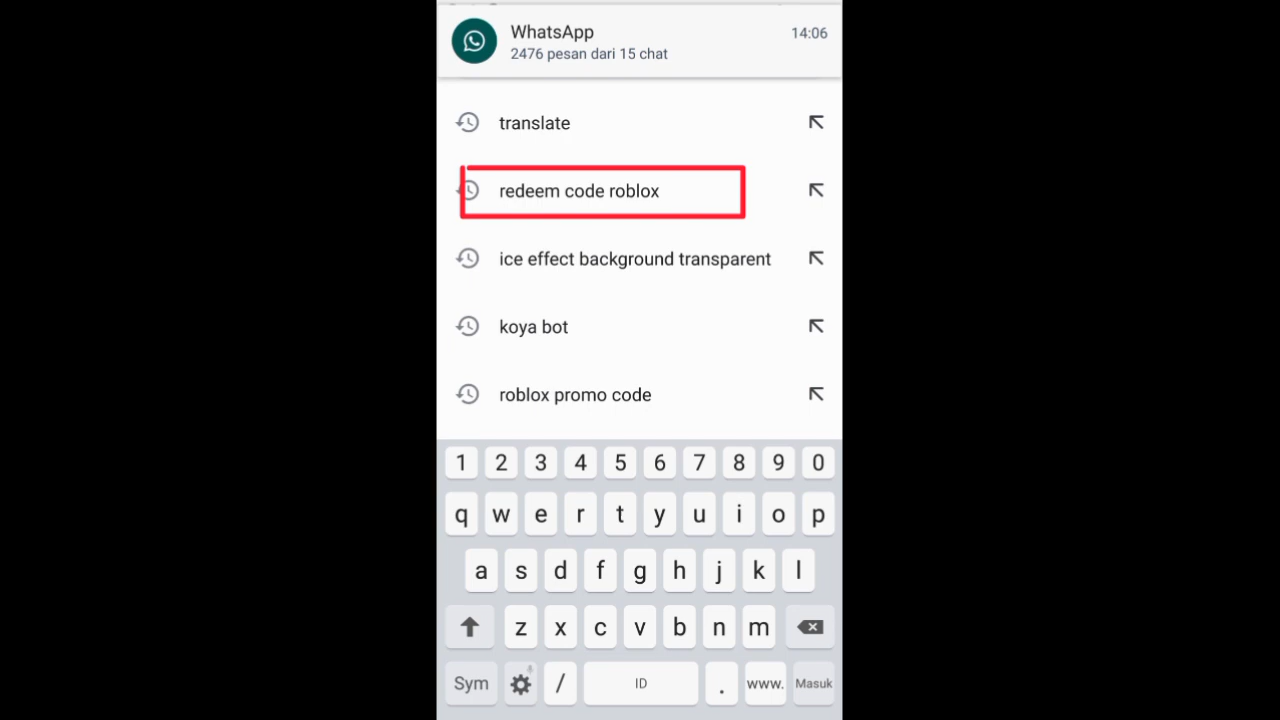 WhatsApp
14:06
2476 pesan dari 15 chat
translate
redeem code roblox
ice effect background transparent
koya bot
roblox promo code
1 2 3 4 5 6 7 8 9 0
q w e r t y u i o p
a s d f g h j k l
z x c v b n m
Sym / ID . www. Masuk